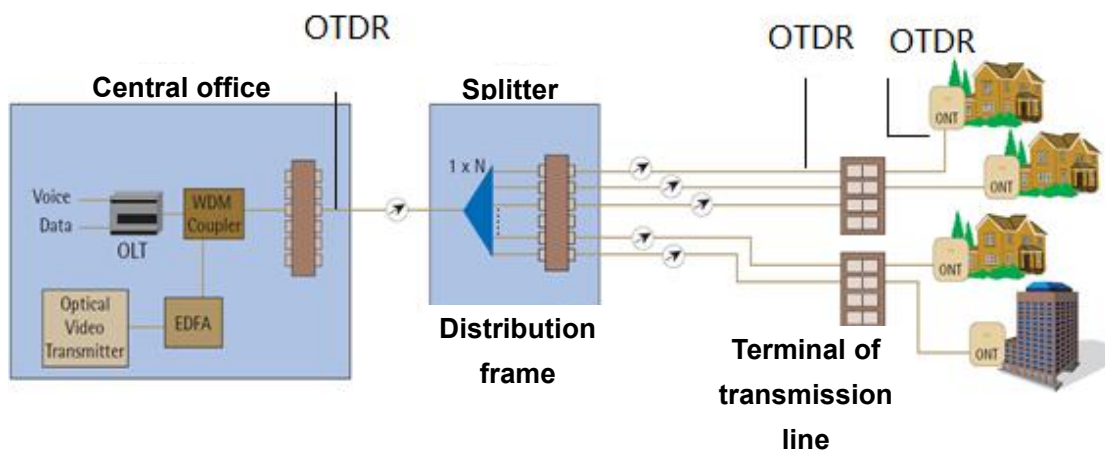 OTDR
OTDR
OTDR
Central office
Splitter
1 x N
Voice
Data
OLT
WDM
Coupler
Optical
Video
Transmitter
EDFA
ONT
ONT
ONT
ONT
Distribution
frame
Terminal of
transmission
line